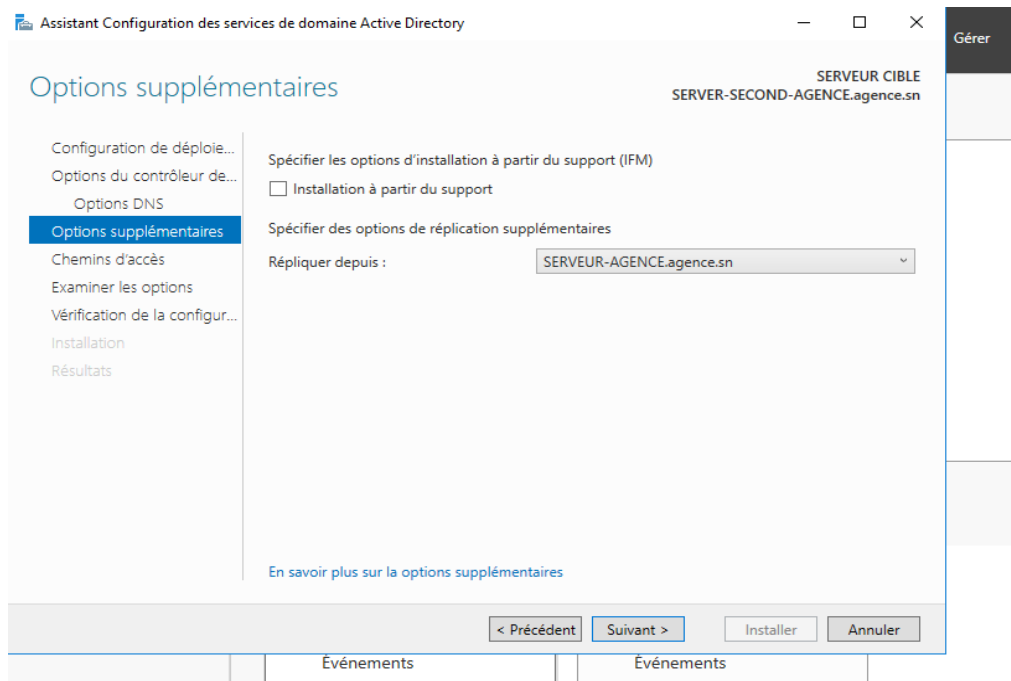 Assistant Configuration des services de domaine Active Directory
Gérer
Options supplémentaires
SERVEUR CIBLE
SERVER-SECOND-AGENCE.agence.sn
Configuration de déploie...
Options du contrôleur de...
Options DNS
Options supplémentaires
Chemins d'accès
Examiner les options
Vérification de la configur...
Installation
Résultats
Spécifier les options d'installation à partir du support (IFM)
Installation à partir du support
Spécifier des options de réplication supplémentaires
Répliquer depuis :
SERVEUR-AGENCE.agence.sn
En savoir plus sur la options supplémentaires
< Précédent
Suivant >
Installer
Annuler
Événements
Événements